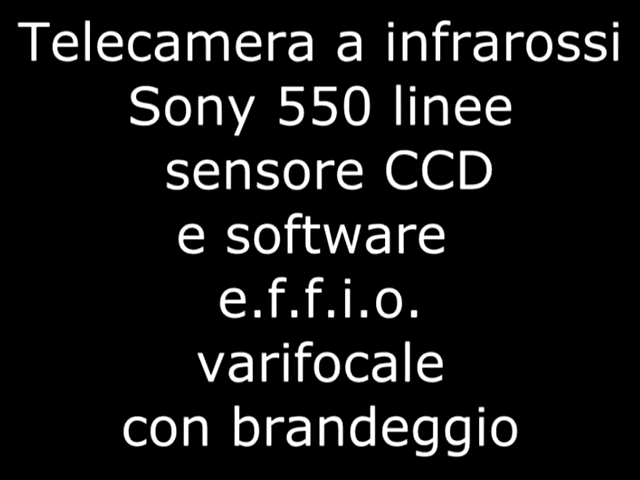 Telecamera a infrarossi
Sony 550 linee
sensore CCD
e software
e.f.f.i.o.
varifocale
con brandeggio